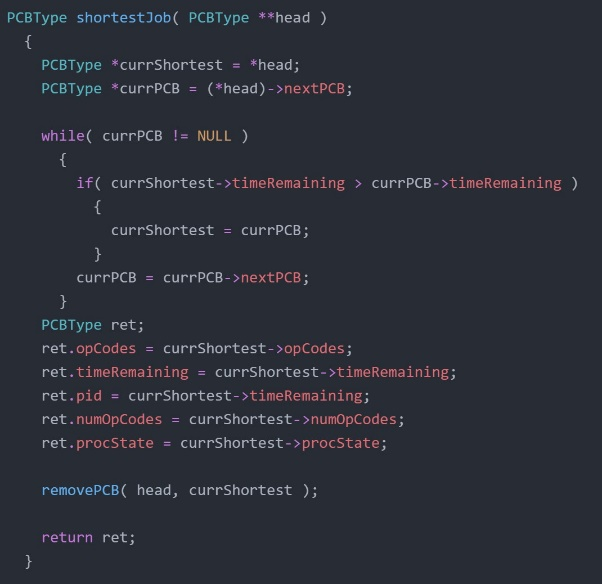 PCBType shortestJob( PCBType **head )
{
PCBType *currShortest = *head;
PCBType *currPCB = (*head)->nextPCB;
while( currPCB != NULL )
{
if( currShortest->timeRemaining > currPCB->timeRemaining )
{
currShortest = currPCB;
}
currPCB = currPCB->nextPCB;
}
PCBType ret;
ret.opCodes = currShortest->opCodes;
ret.timeRemaining = currShortest->timeRemaining;
ret.pid = currShortest->timeRemaining;
ret.numOpCodes = currShortest->numOpCodes;
ret.procState = currShortest->procState;
removePCB( head, currShortest );
return ret;
}